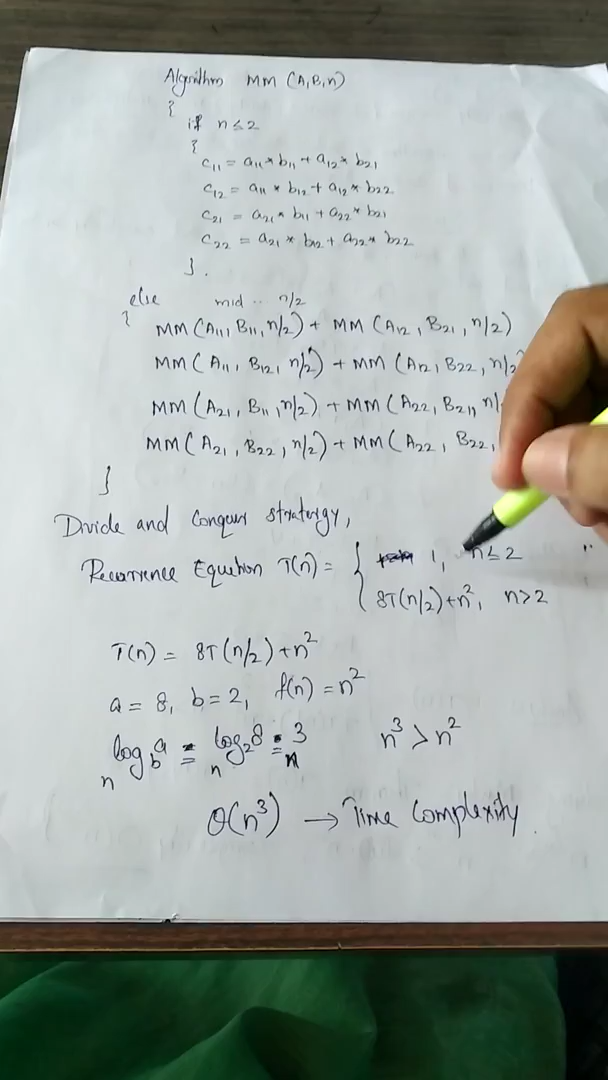 Algorithm MM (A,B,n)
{
if n≤2
{
c₁₁ = a₁₁ * b₁₁ + a₁₂ * b₂₁
c₁₂ = a₁₁ * b₁₂ + a₁₂ * b₂₂
c₂₁ = a₂₁ * b₁₁ + a₂₂ * b₂₁
c₂₂ = a₂₁ * b₁₂ + a₂₂ * b₂₂
}.
else mid .. n/2
{
MM(A₁₁, B₁₁, n/2) + MM (A₁₂, B₂₁, n/2)
MM (A₁₁, B₁₂, n/2) + MM (A₁₂, B₂₂, n/2
MM (A₂₁, B₁₁, n/2) + MM (A₂₂, B₂₁, n/
MM (A₂₁, B₂₂, n/2) + MM (A₂₂, B₂₂,
}
Divide and Conquer stratergy,
Recurrence Equation T(n) = { 1, n≤2
8T(n/2)+n², n>2
T(n) = 8T(n/2)+n²
a = 8, b = 2, f(n) = n²
n^log_b a = n^log₂8 = n^3 n³ > n²
O(n³) → Time Complexity.